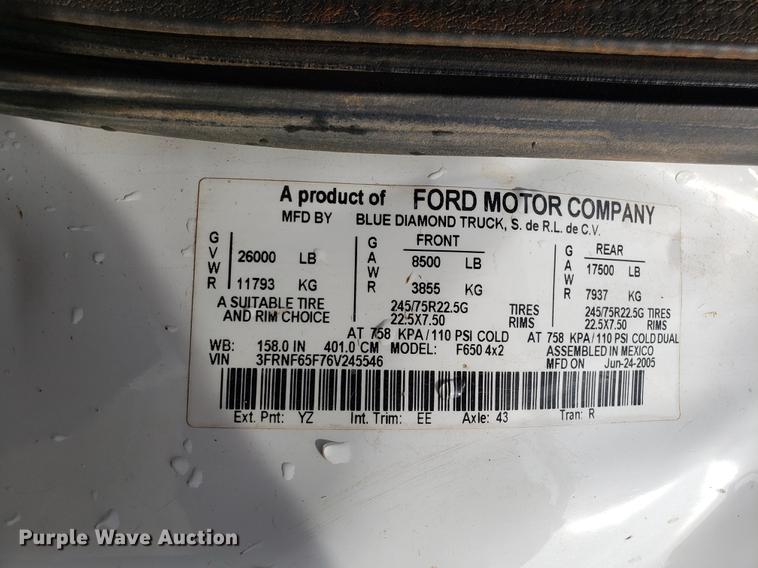 A product of FORD MOTOR COMPANY
MFD BY BLUE DIAMOND TRUCK, S. de R.L. de C.V.
GVWR 26000 LB 11793 KG
GAWR FRONT 8500 LB 3855 KG
GAWR REAR 17500 LB 7937 KG
A SUITABLE TIRE 245/75R22.5G TIRES 245/75R22.5G
AND RIM CHOICE 22.5X7.50 RIMS 22.5X7.50
AT 758 KPA/110 PSI COLD AT 758 KPA/110 PSI COLD DUAL
WB: 158.0 IN 401.0 CM MODEL: F650 4x2 ASSEMBLED IN MEXICO
VIN 3FRNF65F76V245546 MFD ON Jun-24-2005
Ext. Pnt: YZ Int. Trim: EE Axle: 43 Tran: R
Purple Wave Auction